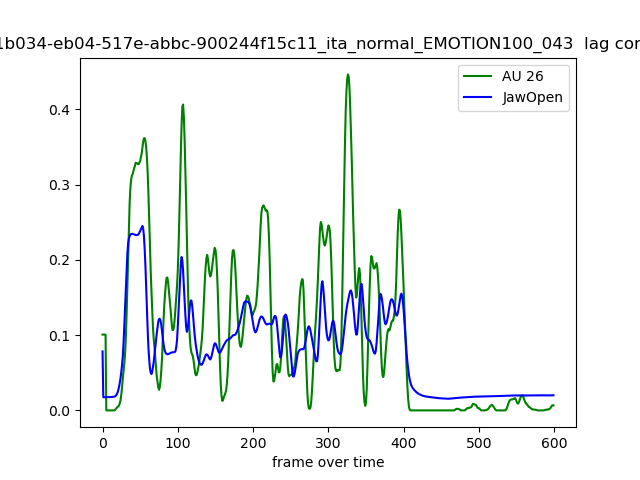 1b034-eb04-517e-abbc-900244f15c11_ita_normal_EMOTION100_043 lag cor
AU 26
JawOpen
0.4
0.3
0.2
0.1
0.0
0 100 200 300 400 500 600
frame over time